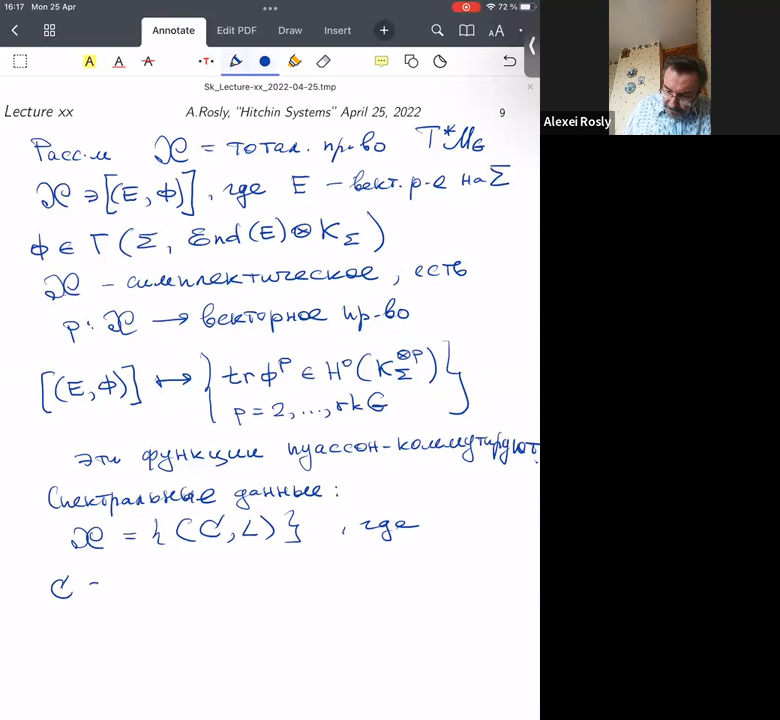 16:17 Mon 25 Apr
72 %
Annotate Edit PDF Draw Insert
AA
A A A T
Sk_Lecture-xx_2022-04-25.tmp
Lecture xx A.Rosly, "Hitchin Systems" April 25, 2022 9
Рассм 𝒳 = тотал. пр-во T*M_G
𝒳 ∋ [(E, Φ)], где E – вект. р-е на Σ
Φ ∈ Γ(Σ, End(E) ⊗ K_Σ)
𝒳 – симплектическое, есть
p: 𝒳 → векторное пр-во
[(E, Φ)] ↦ { tr Φ^p ∈ H⁰(K_Σ^{⊗p}) }
p = 2, ..., rk G
Эти функции пуассон-коммутируют.
Спектральные данные:
𝒳 = {(C, L)}, где
C –
Alexei Rosly